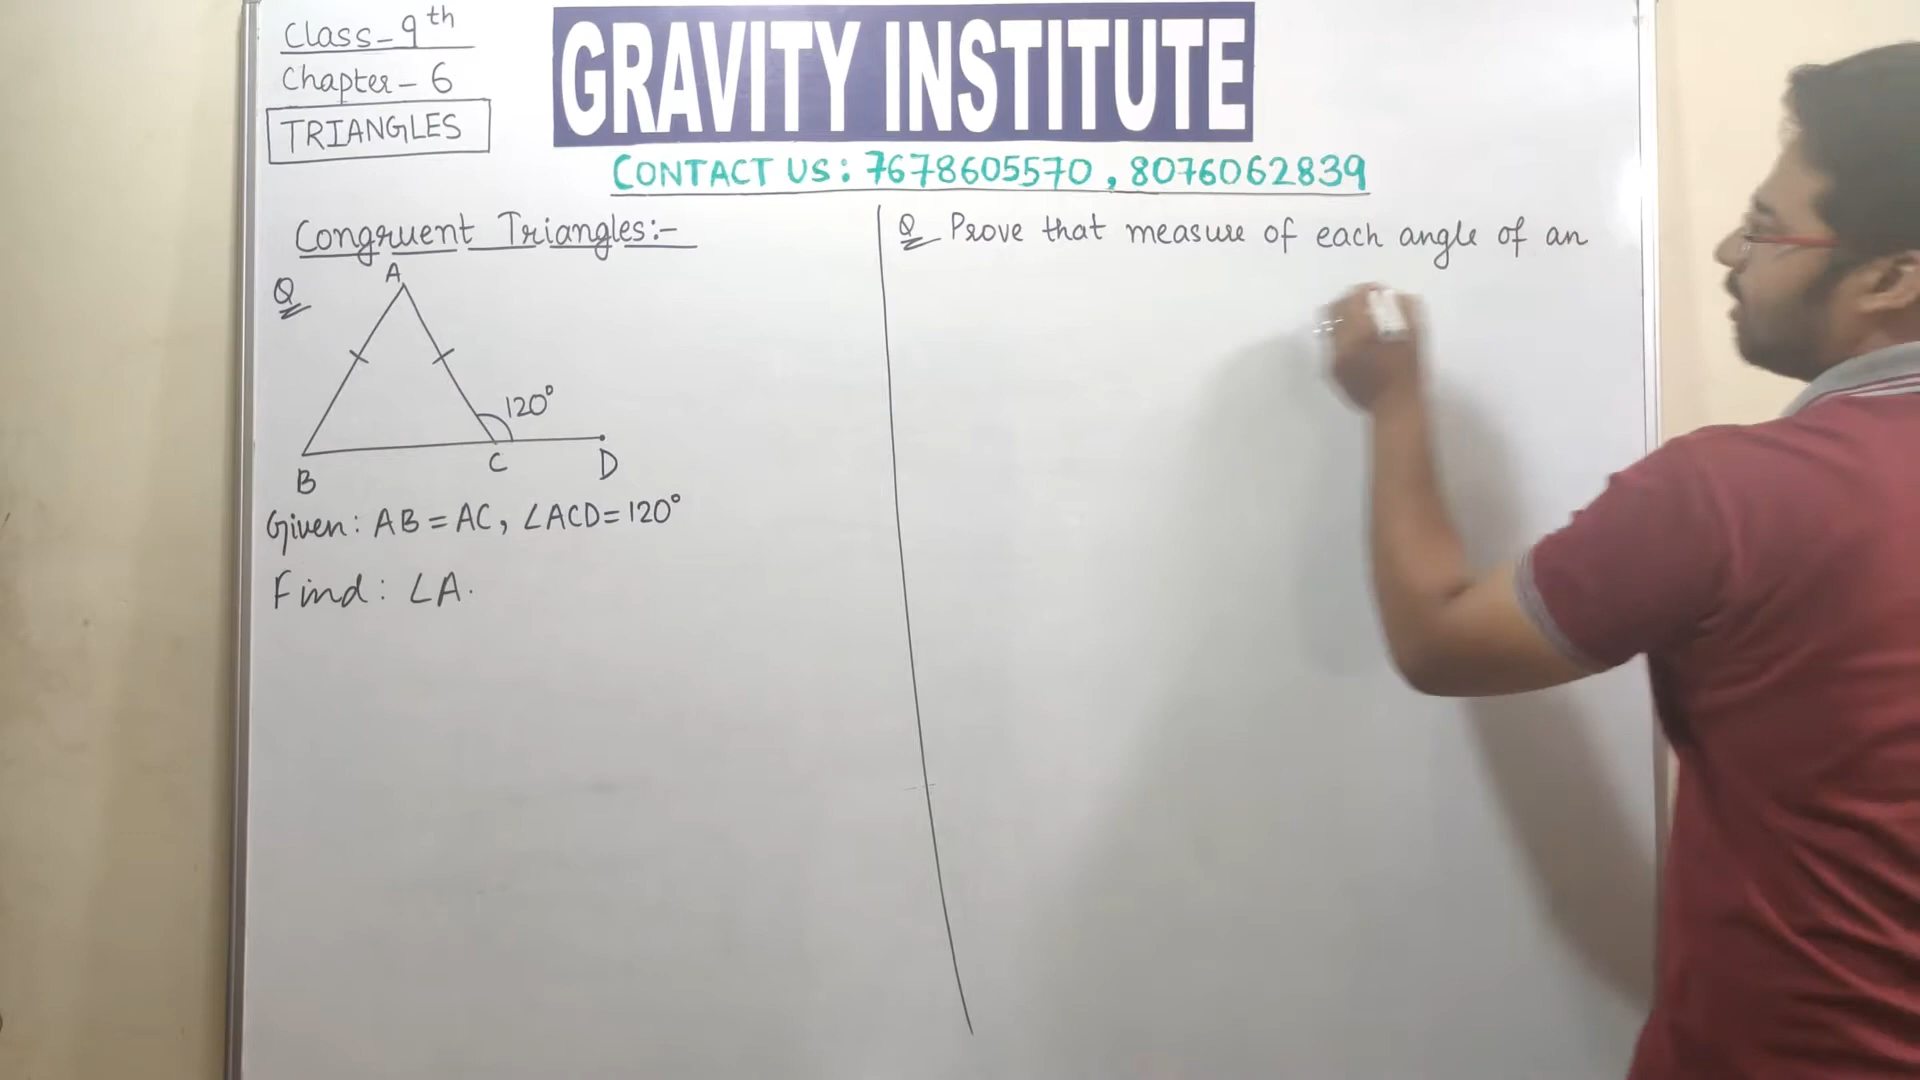 Class-9th
Chapter-6
TRIANGLES
GRAVITY INSTITUTE
CONTACT US: 7678605570, 8076062839
Congruent Triangles:-
Q
A
120°
B
C
D
Given: AB = AC, ∠ACD = 120°
Find: ∠A.
Q Prove that measure of each angle of an